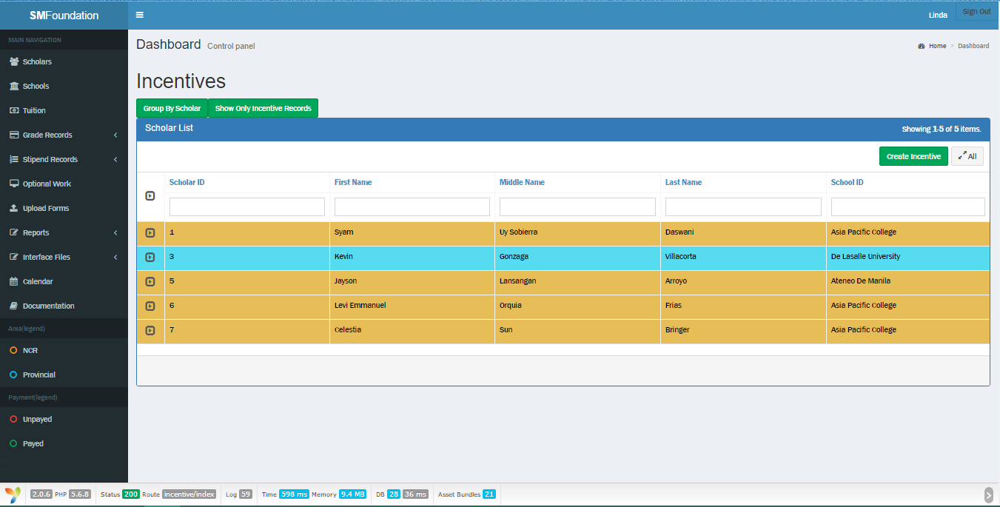 SMFoundation
Linda
Sign Out
MAIN NAVIGATION
Scholars
Schools
Tuition
Grade Records
Stipend Records
Optional Work
Upload Forms
Reports
Interface Files
Calendar
Documentation
Area(legend)
NCR
Provincial
Payment(legend)
Unpayed
Payed
Dashboard Control panel
Home > Dashboard
Incentives
Group By Scholar Show Only Incentive Records
Scholar List Showing 1-5 of 5 items.
Create Incentive All
Scholar ID First Name Middle Name Last Name School ID
1 Syam Uy Sobierra Daswani Asia Pacific College
3 Kevin Gonzaga Villacorta De Lasalle University
5 Jayson Lansangan Arroyo Ateneo De Manila
6 Levi Emmanuel Orquia Frias Asia Pacific College
7 Celestia Sun Bringer Asia Pacific College
2.0.6 PHP 5.6.8 Status 200 Route incentive/index Log 59 Time 598 ms Memory 9.4 MB DB 28 36 ms Asset Bundles 21